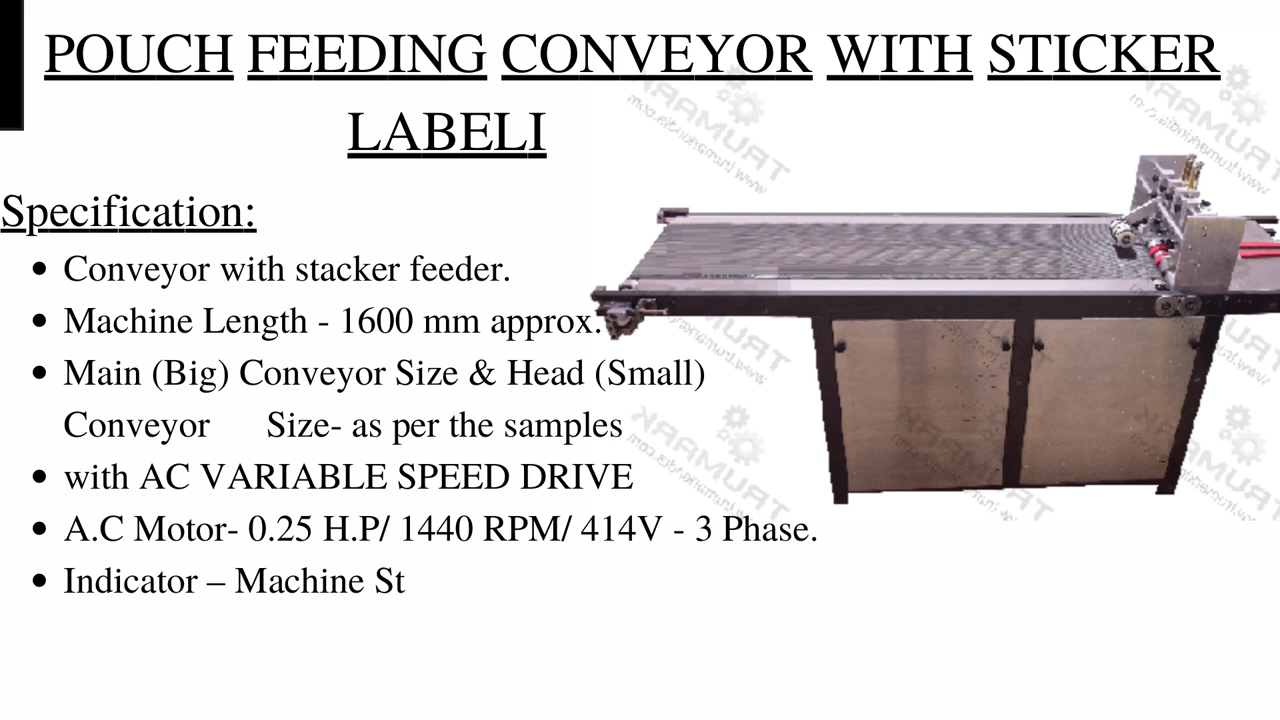 POUCH FEEDING CONVEYOR WITH STICKER
LABELI
Specification:
• Conveyor with stacker feeder.
• Machine Length - 1600 mm approx.
• Main (Big) Conveyor Size & Head (Small)
Conveyor Size- as per the samples
• with AC VARIABLE SPEED DRIVE
• A.C Motor- 0.25 H.P/ 1440 RPM/ 414V - 3 Phase.
• Indicator – Machine St